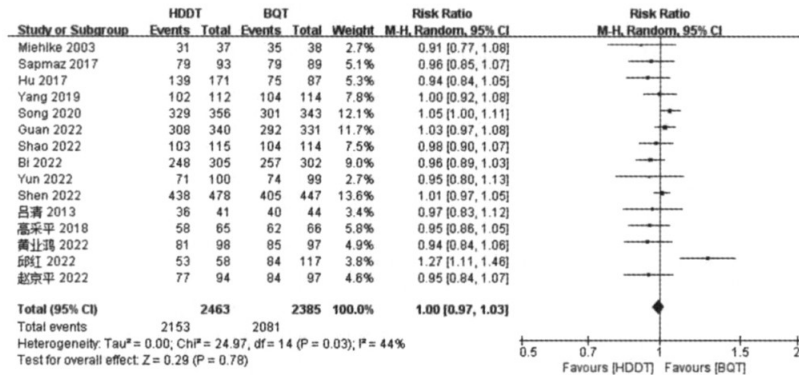 HDDT BQT Risk Ratio Risk Ratio
Study or Subgroup Events Total Events Total Weight M-H, Random, 95% CI M-H, Random, 95% CI
Miehlke 2003 31 37 35 38 2.7% 0.91 [0.77, 1.08]
Sapmaz 2017 79 93 79 89 5.1% 0.96 [0.85, 1.07]
Hu 2017 139 171 75 87 5.0% 0.94 [0.84, 1.05]
Yang 2019 102 112 104 114 7.8% 1.00 [0.92, 1.08]
Song 2020 329 356 301 343 12.1% 1.05 [1.00, 1.11]
Guan 2022 308 340 292 331 11.7% 1.03 [0.97, 1.08]
Shao 2022 103 115 104 114 7.5% 0.98 [0.90, 1.07]
Bi 2022 248 305 257 302 9.0% 0.96 [0.89, 1.03]
Yun 2022 71 100 74 99 2.6% 0.95 [0.80, 1.13]
Shen 2022 438 478 405 447 13.6% 1.01 [0.97, 1.05]
吕清 2013 36 41 40 44 3.4% 0.97 [0.83, 1.12]
高采平 2018 58 65 62 66 5.6% 0.95 [0.86, 1.05]
黄业鸿 2022 81 98 85 97 5.4% 0.94 [0.84, 1.06]
邱红 2022 53 58 84 117 3.8% 1.27 [1.11, 1.46]
赵京平 2022 77 94 84 97 4.6% 0.95 [0.84, 1.07]
Total (95% CI) 2463 2385 100.0% 1.00 [0.97, 1.03]
Total events 2153 2081
Heterogeneity: Tau² = 0.00; Chi² = 24.97, df = 14 (P = 0.03); I² = 44%
Test for overall effect: Z = 0.29 (P = 0.78)
0.5 0.7 1 1.5 2
Favours [HDDT] Favours [BQT]